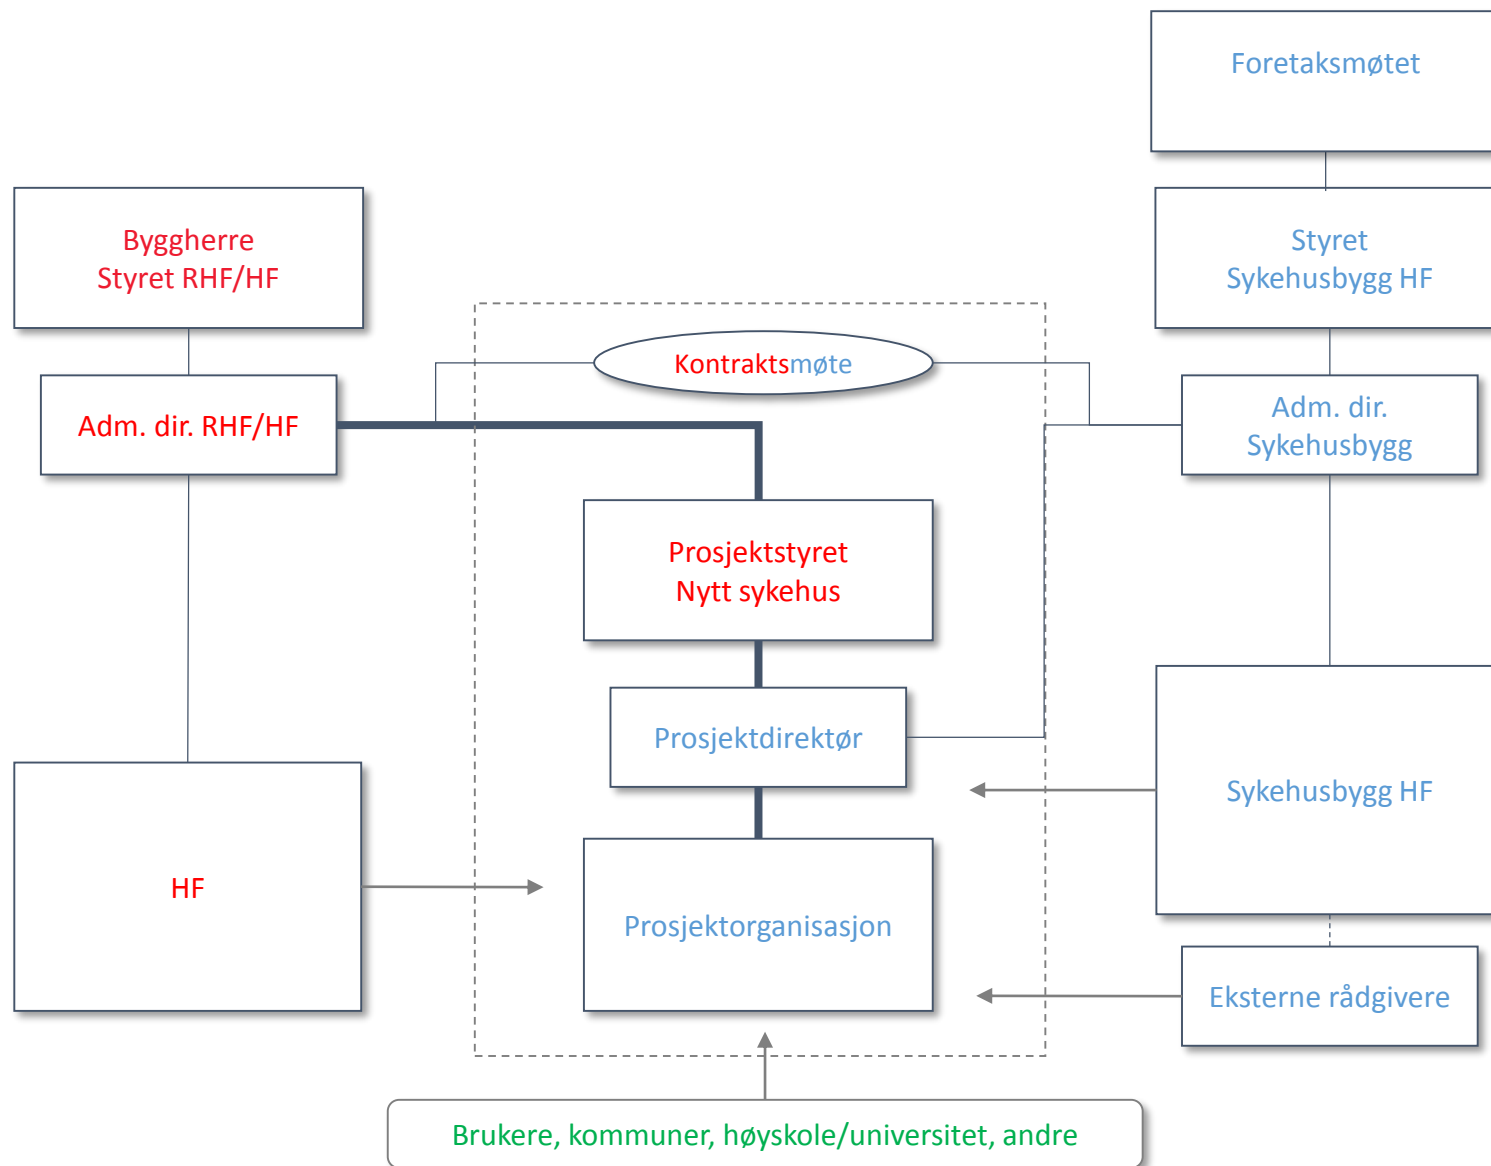 Foretaksmøtet
Byggherre
Styret RHF/HF
Styret
Sykehusbygg HF
Kontraktsmøte
Adm. dir. RHF/HF
Adm. dir.
Sykehusbygg
Prosjektstyret
Nytt sykehus
Prosjektdirektør
Sykehusbygg HF
HF
Prosjektorganisasjon
Eksterne rådgivere
Brukere, kommuner, høyskole/universitet, andre